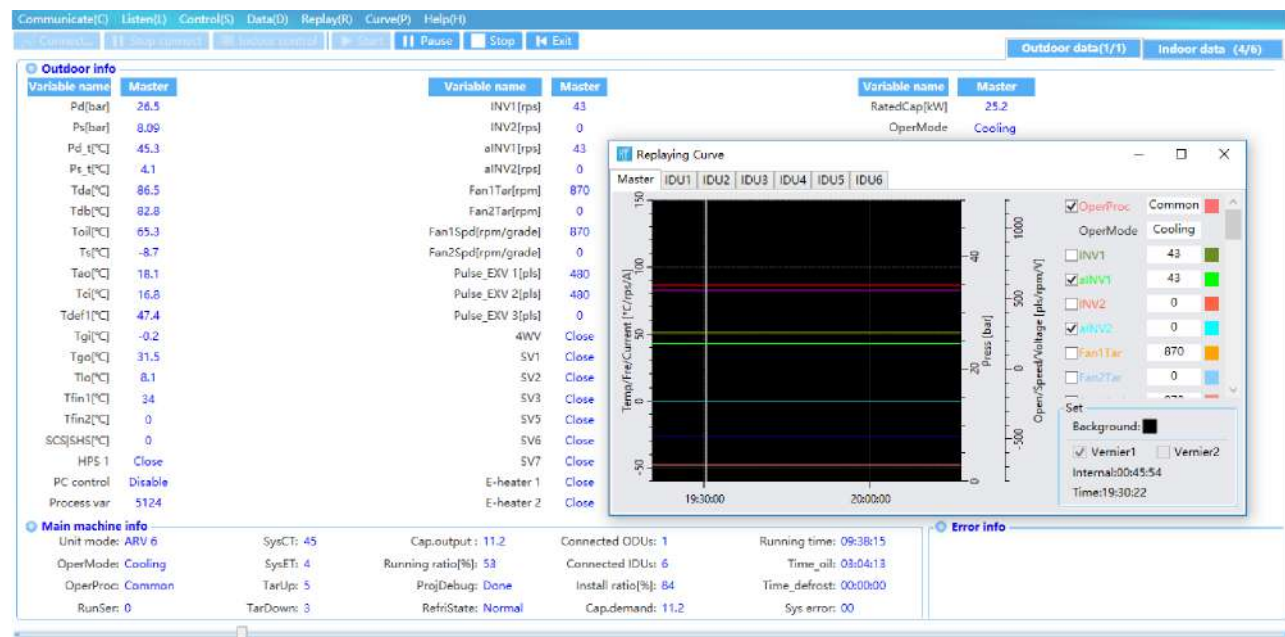 Communicate(C) Listen(L) Control(S) Data(D) Replay(R) Curve(P) Help(H)
Connect... Stop connect Indoor control Start Pause Stop Exit
Outdoor data(1/1) Indoor data (4/6)
Outdoor info
Variable name Master Variable name Master Variable name Master
Pd[bar] 26.5 INV1[rps] 43 RatedCap[kW] 25.2
Ps[bar] 8.09 INV2[rps] 0 OperMode Cooling
Pd_t[°C] 45.3 aINV1[rps] 43
Ps_t[°C] 4.1 aINV2[rps] 0
Tda[°C] 86.5 Fan1Tar[rpm] 870
Tdb[°C] 82.8 Fan2Tar[rpm] 0
Toil[°C] 65.3 Fan1Spd[rpm/grade] 870
Ts[°C] -8.7 Fan2Spd[rpm/grade] 0
Tao[°C] 18.1 Pulse_EXV 1[pls] 480
Tci[°C] 16.8 Pulse_EXV 2[pls] 480
Tdef1[°C] 47.4 Pulse_EXV 3[pls] 0
Tgi[°C] -0.2 4WV Close
Tgo[°C] 31.5 SV1 Close
Tlo[°C] 8.1 SV2 Close
Tfin1[°C] 34 SV3 Close
Tfin2[°C] 0 SV5 Close
SCS|SHS[°C] 0 SV6 Close
HPS 1 Close SV7 Close
PC control Disable E-heater 1 Close
Process var 5124 E-heater 2 Close
Replaying Curve
Master IDU1 IDU2 IDU3 IDU4 IDU5 IDU6
Temp/Fre/Current [°C/rps/A]
150
100
50
0
-50
Press [bar]
40
20
0
Open/Speed/Voltage [pls/rpm/V]
1000
500
0
-500
19:30:00 20:00:00
OperProc Common
OperMode Cooling
INV1 43
aINV1 43
INV2 0
aINV2 0
Fan1Tar 870
Fan2Tar 0
Set
Background:
Vernier1 Vernier2
Internal:00:45:54
Time:19:30:22
Main machine info
Unit mode: ARV 6 SysCT: 45 Cap.output : 11.2 Connected ODUs: 1 Running time: 09:38:15
OperMode: Cooling SysET: 4 Running ratio[%]: 53 Connected IDUs: 6 Time_oil: 03:04:13
OperProc: Common TarUp: 5 ProjDebug: Done Install ratio[%]: 84 Time_defrost: 00:00:00
RunSer: 0 TarDown: 3 RefriState: Normal Cap.demand: 11.2 Sys error: 00
Error info